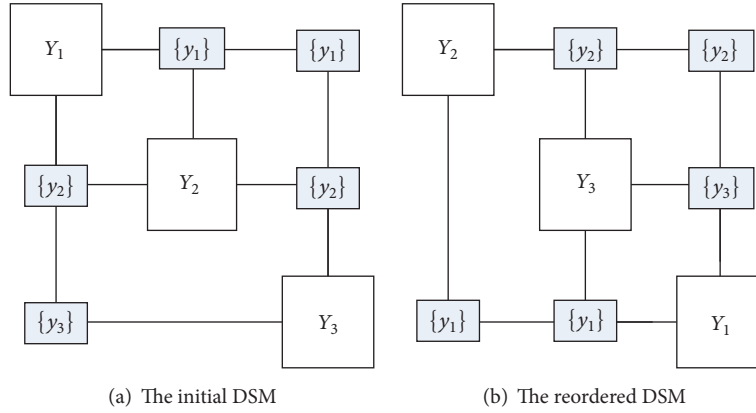 Y₁ {y₁} {y₁}
{y₂} Y₂ {y₂}
{y₃} Y₃
(a) The initial DSM
Y₂ {y₂} {y₂}
Y₃ {y₃}
{y₁} {y₁} Y₁
(b) The reordered DSM